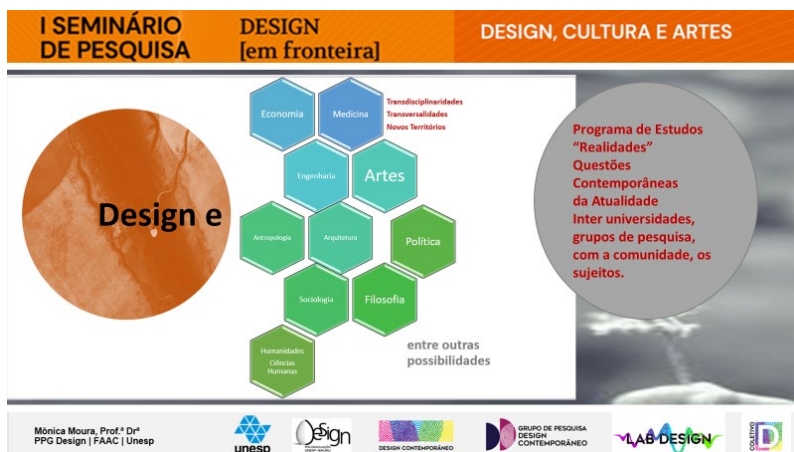 I SEMINÁRIO
DE PESQUISA
DESIGN
[em fronteira]
DESIGN, CULTURA E ARTES
Design e
Economia
Medicina
Transdisciplinaridades
Transversalidades
Novos Territórios
Engenharia
Artes
Antropologia
Arquitetura
Política
Sociologia
Filosofia
Humanidades
Ciências
Humanas
entre outras
possibilidades
Programa de Estudos
“Realidades”
Questões
Contemporâneas
da Atualidade
Inter universidades,
grupos de pesquisa,
com a comunidade, os
sujeitos.
Mônica Moura, Prof.ª Drª
PPG Design | FAAC | Unesp
unesp
Design
DESIGN CONTEMPORÂNEO
GRUPO DE PESQUISA
DESIGN
CONTEMPORÂNEO
LAB DESIGN
COLETIVO
D